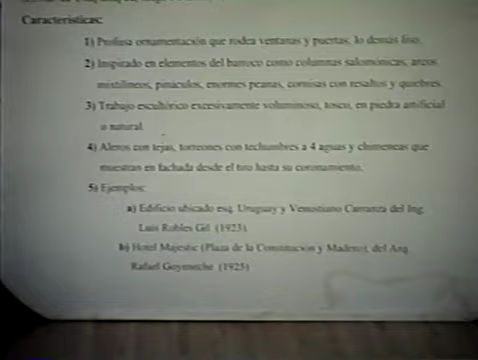 Características:
1) Profusa ornamentación que rodea ventanas y puertas, lo demás liso.
2) Inspirado en elementos del barroco como columnas salomónicas, arcos
mixtilíneos, pináculos, enormes peanas, cornisas con resaltos y quiebres.
3) Trabajo escultórico excesivamente voluminoso, tosco, en piedra artificial
o natural.
4) Aleros con tejas, torreones con techumbres a 4 aguas y chimeneas que
muestran en fachada desde el tiro hasta su coronamiento.
5) Ejemplos:
a) Edificio ubicado esq. Uruguay y Venustiano Carranza del Ing.
Luis Robles Gil (1923).
b) Hotel Majestic (Plaza de la Constitucion y Madero), del Arq.
Rafael Goyeneche (1925)